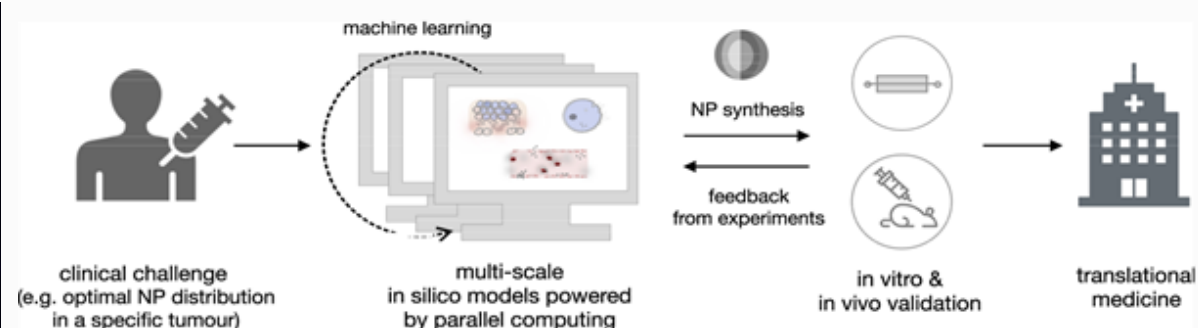 machine learning
NP synthesis
feedback
from experiments
clinical challenge
(e.g. optimal NP distribution
in a specific tumour)
multi-scale
in silico models powered
by parallel computing
in vitro &
in vivo validation
translational
medicine